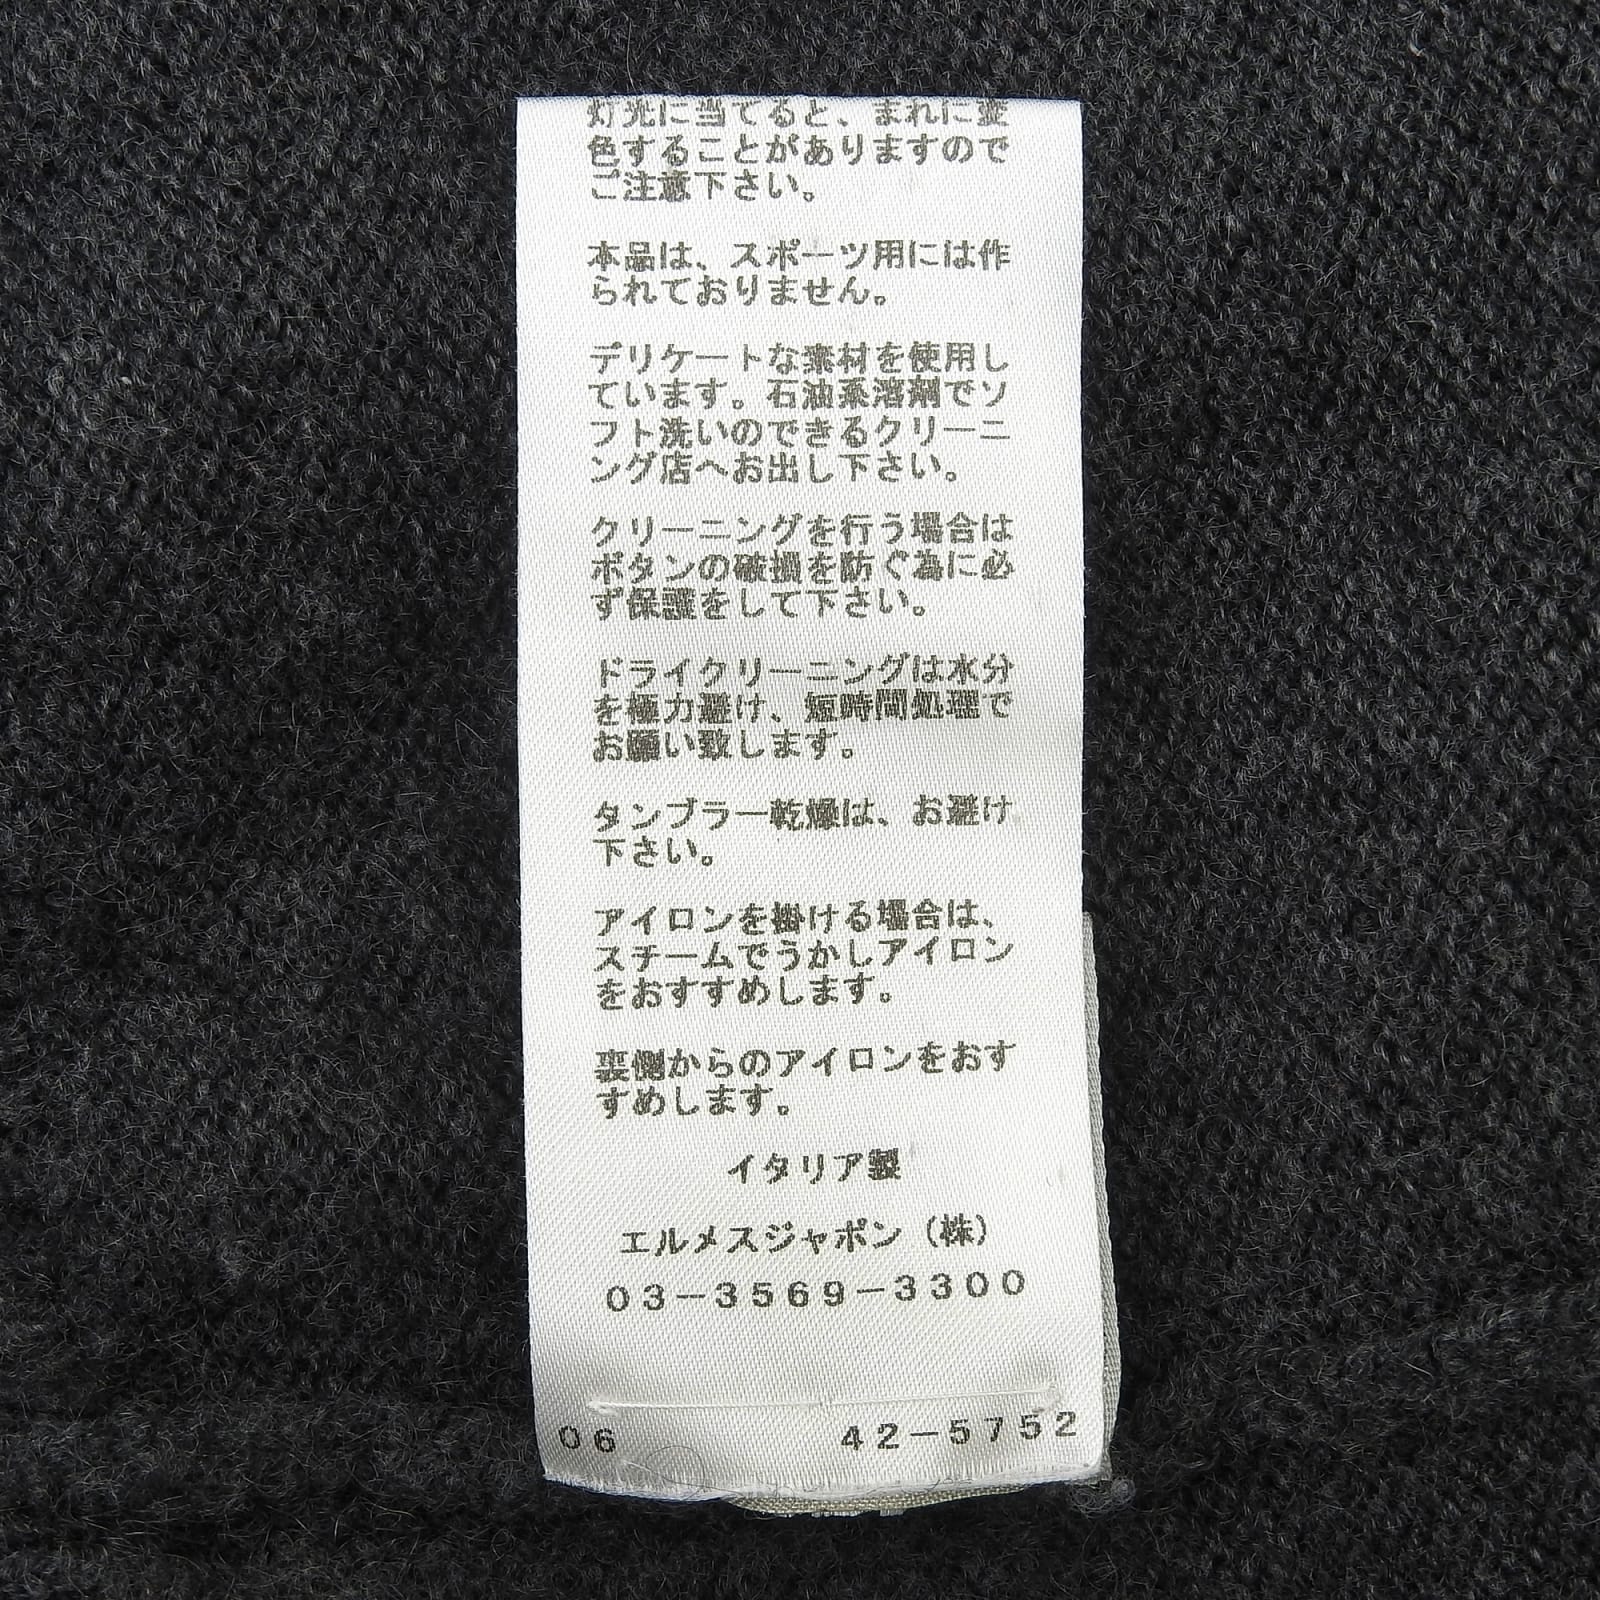 灯光に当てると、まれに変
色することがありますので
ご注意下さい。
本品は、スポーツ用には作
られておりません。
デリケートな素材を使用し
ています。石油系溶剤でソ
フト洗いのできるクリーニ
ング店へお出し下さい。
クリーニングを行う場合は
ボタンの破損を防ぐ為に必
ず保護をして下さい。
ドライクリーニングは水分
を極力避け、短時間処理で
お願い致します。
タンブラー乾燥は、お避け
下さい。
アイロンを掛ける場合は、
スチームでうかしアイロン
をおすすめします。
裏側からのアイロンをおす
すめします。
イタリア製
エルメスジャポン（株）
03-3569-3300
06 42-5752